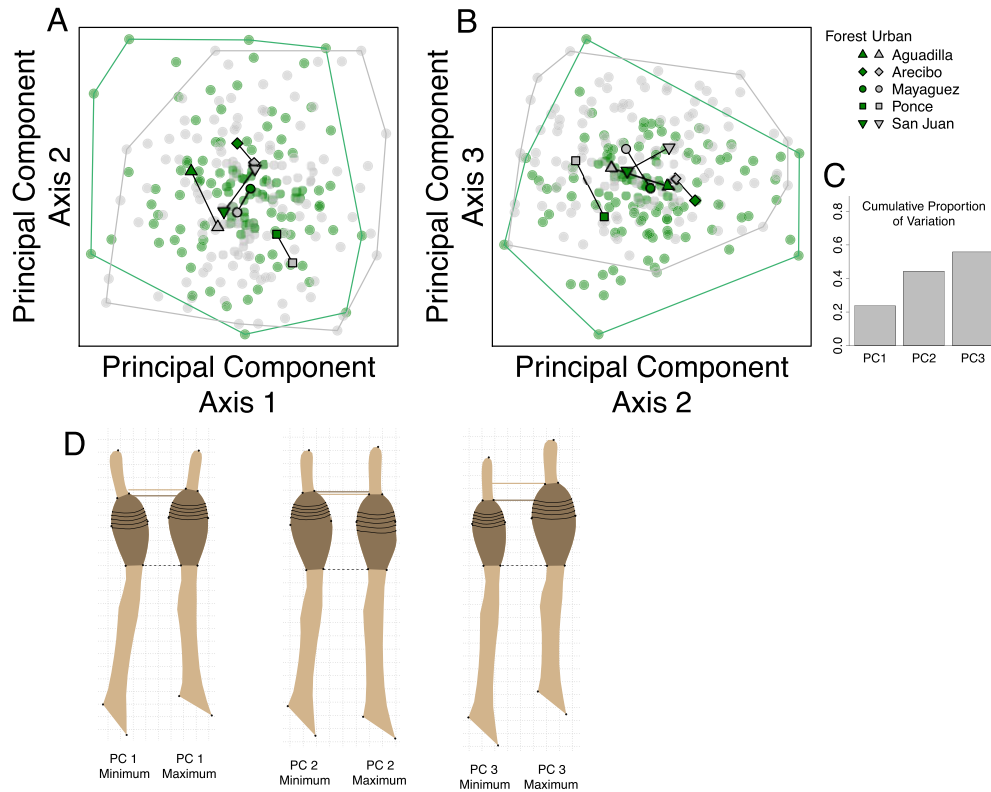 A
Principal Component
Axis 2
Principal Component
Axis 1
B
Principal Component
Axis 3
Principal Component
Axis 2
Forest Urban
Aguadilla
Arecibo
Mayaguez
Ponce
San Juan
C
Cumulative Proportion
of Variation
0.8
0.6
0.4
0.2
0.0
PC1 PC2 PC3
D
PC 1
Minimum
PC 1
Maximum
PC 2
Minimum
PC 2
Maximum
PC 3
Minimum
PC 3
Maximum